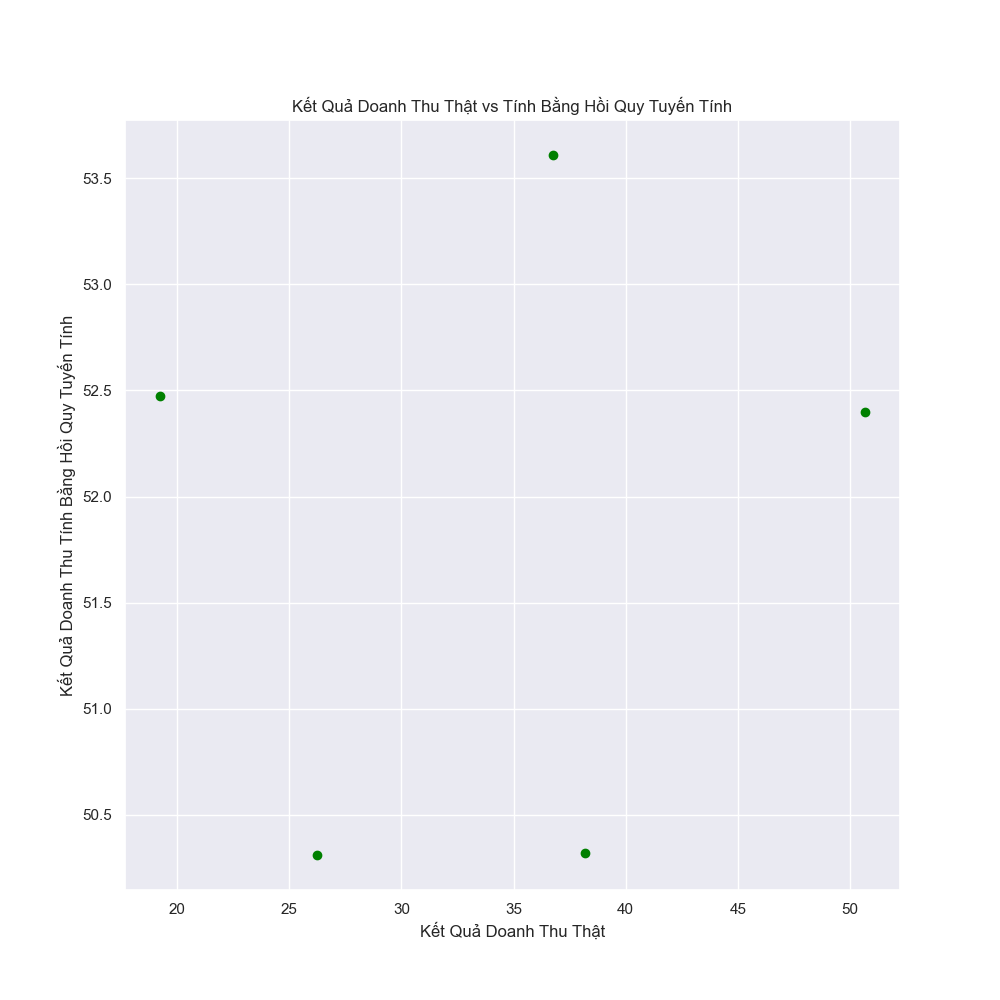 Kết Quả Doanh Thu Thật vs Tính Bằng Hồi Quy Tuyến Tính
Kết Quả Doanh Thu Tính Bằng Hồi Quy Tuyến Tính
53.5
53.0
52.5
52.0
51.5
51.0
50.5
20 25 30 35 40 45 50
Kết Quả Doanh Thu Thật